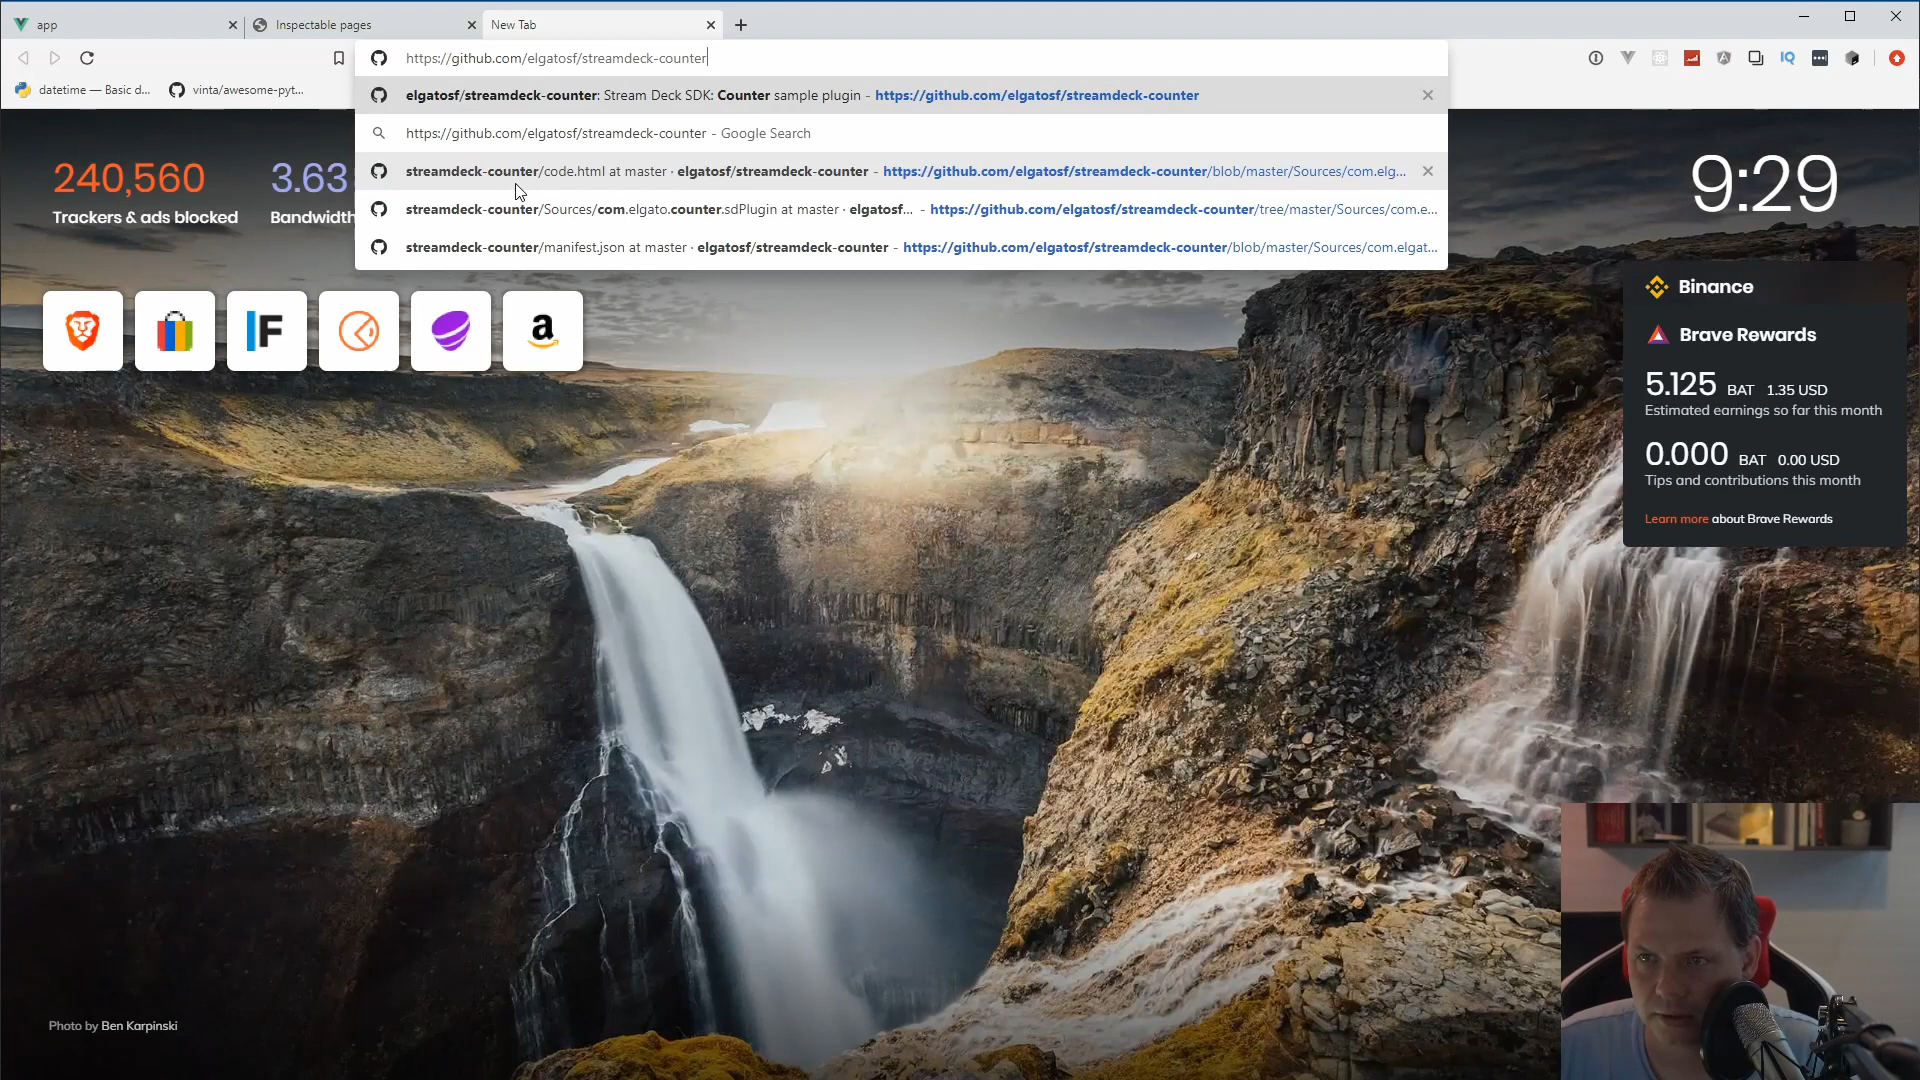 app
Inspectable pages
New Tab
https://github.com/elgatosf/streamdeck-counter
datetime — Basic d...
vinta/awesome-pyt...
elgatosf/streamdeck-counter: Stream Deck SDK: Counter sample plugin - https://github.com/elgatosf/streamdeck-counter
https://github.com/elgatosf/streamdeck-counter - Google Search
streamdeck-counter/code.html at master · elgatosf/streamdeck-counter - https://github.com/elgatosf/streamdeck-counter/blob/master/Sources/com.elg...
streamdeck-counter/Sources/com.elgato.counter.sdPlugin at master · elgatosf... - https://github.com/elgatosf/streamdeck-counter/tree/master/Sources/com.e...
streamdeck-counter/manifest.json at master · elgatosf/streamdeck-counter - https://github.com/elgatosf/streamdeck-counter/blob/master/Sources/com.elgat...
240,560
Trackers & ads blocked
3.63
Bandwidth
9:29
F
a
Binance
Brave Rewards
5.125 BAT 1.35 USD
Estimated earnings so far this month
0.000 BAT 0.00 USD
Tips and contributions this month
Learn more about Brave Rewards
IQ
Photo by Ben Karpinski